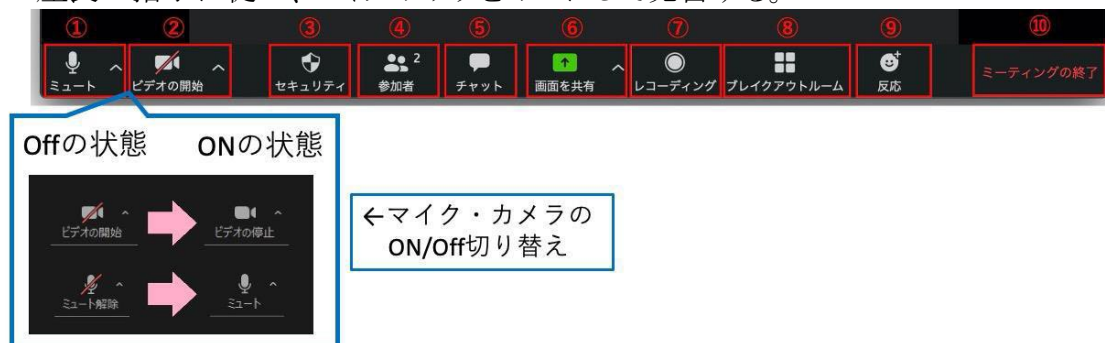 ① ② ③ ④ ⑤ ⑥ ⑦ ⑧ ⑨ ⑩
ミュート ビデオの開始 セキュリティ 参加者 2 チャット 画面を共有 レコーディング ブレイクアウトルーム 反応 ミーティングの終了
Offの状態 ONの状態
ビデオの開始 ビデオの停止
ミュート解除 ミュート
←マイク・カメラの
ON/Off切り替え